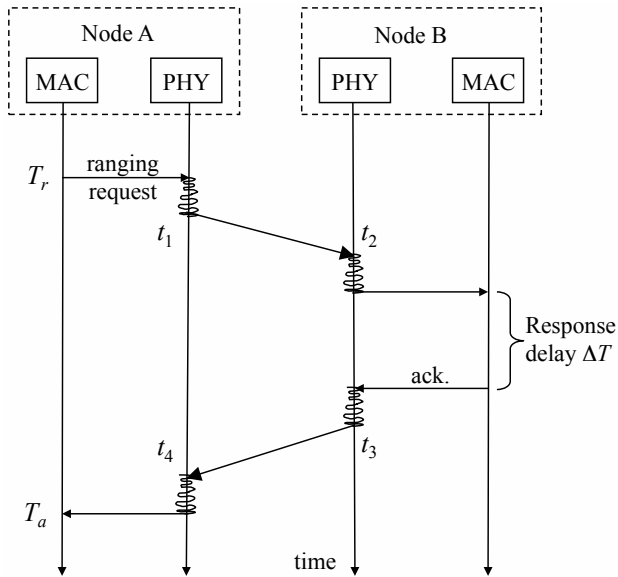 Node A
Node B
MAC
PHY
PHY
MAC
T_r
ranging
request
t_1
t_2
Response
delay ΔT
ack.
t_4
t_3
T_a
time